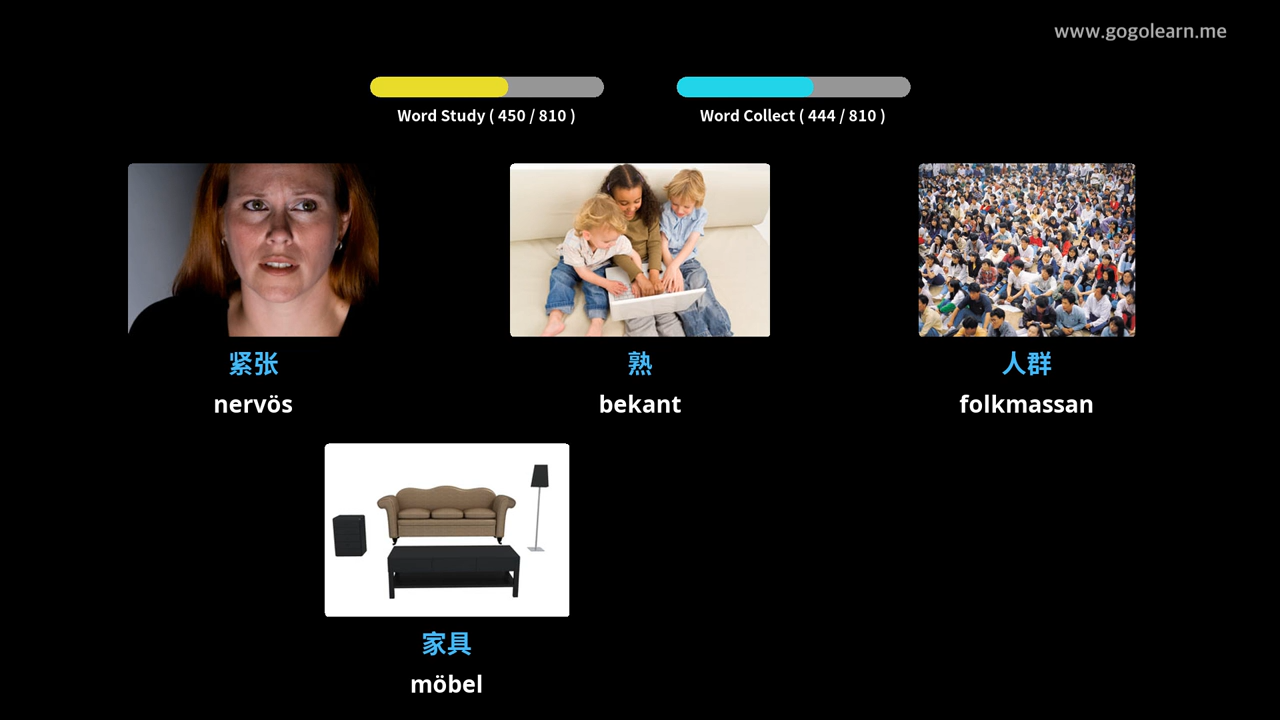 www.gogolearn.me
Word Study ( 450 / 810 )
Word Collect ( 444 / 810 )
紧张
nervös
熟
bekant
人群
folkmassan
家具
möbel